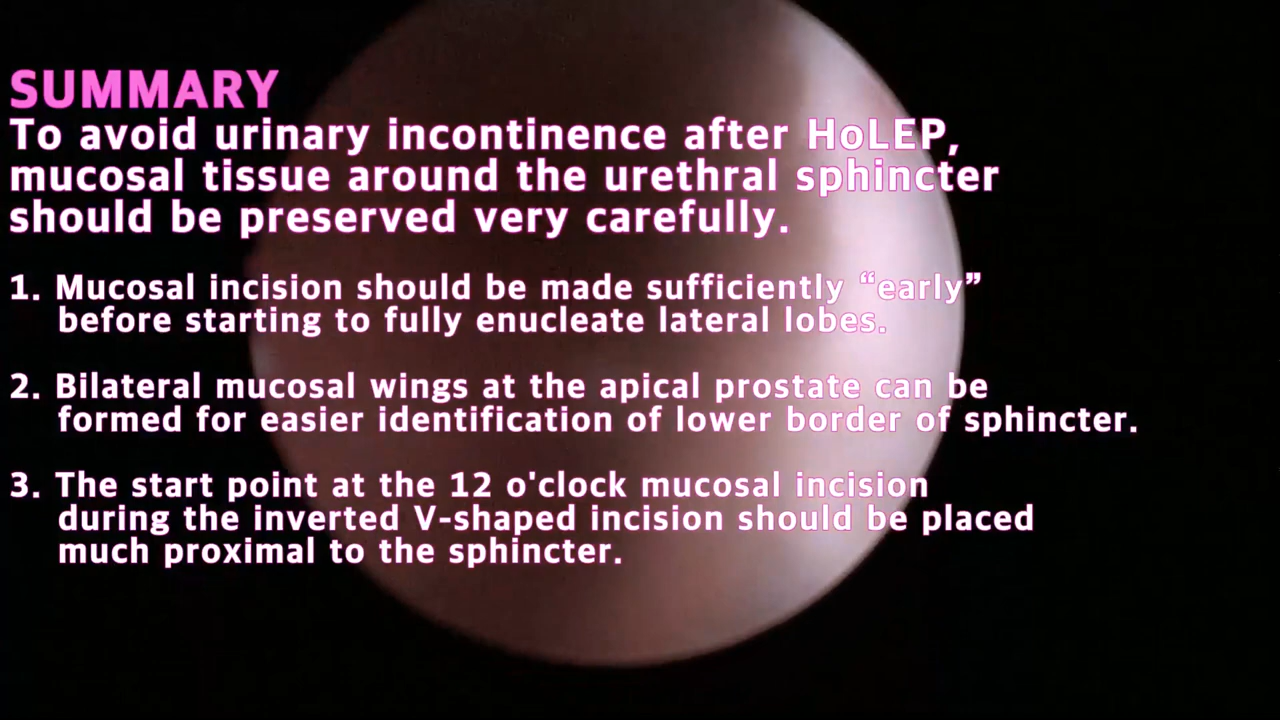 SUMMARY
To avoid urinary incontinence after HoLEP,
mucosal tissue around the urethral sphincter
should be preserved very carefully.
1. Mucosal incision should be made sufficiently “early”
before starting to fully enucleate lateral lobes.
2. Bilateral mucosal wings at the apical prostate can be
formed for easier identification of lower border of sphincter.
3. The start point at the 12 o'clock mucosal incision
during the inverted V-shaped incision should be placed
much proximal to the sphincter.